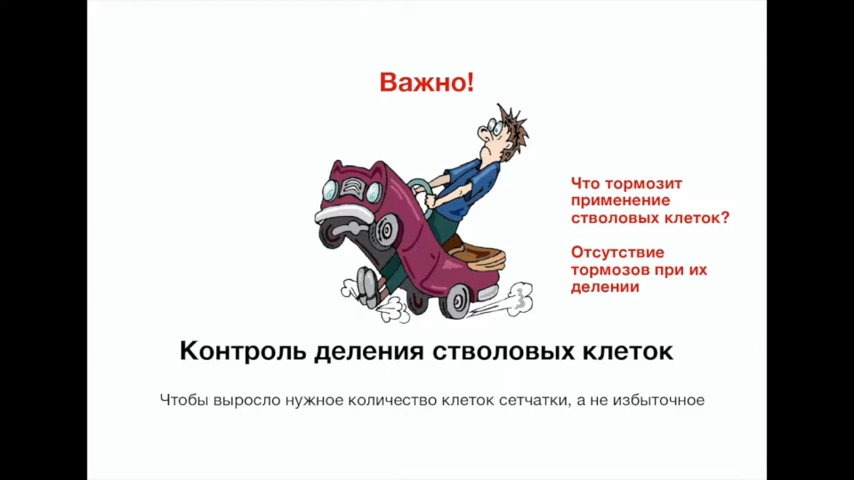 Важно!
Что тормозит
применение
стволовых клеток?
Отсутствие
тормозов при их
делении
Контроль деления стволовых клеток
Чтобы выросло нужное количество клеток сетчатки, а не избыточное